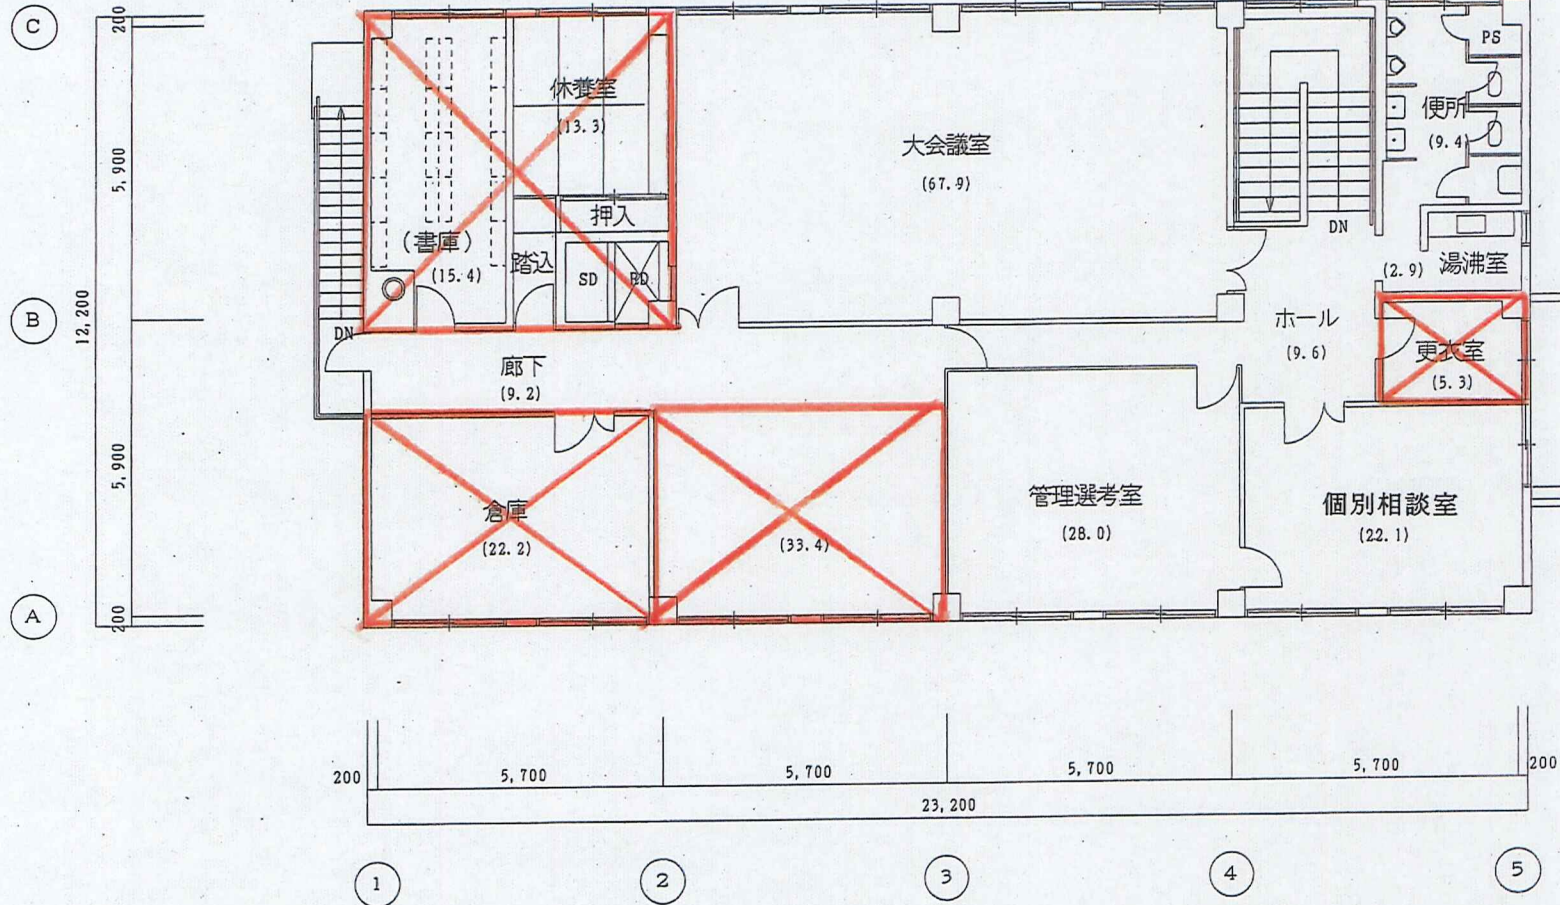 C
200
5,900
B
12,200
5,900
A
200
休養室
(13.3)
押入
(書庫)
(15.4)
踏込
SD
DN
大会議室
(67.9)
DN
PS
便所
(9.4)
湯沸室
(2.9)
ホール
(9.6)
更衣室
(5.3)
廊下
(9.2)
倉庫
(22.2)
(33.4)
管理選考室
(28.0)
個別相談室
(22.1)
200
5,700
5,700
5,700
5,700
200
23,200
1
2
3
4
5